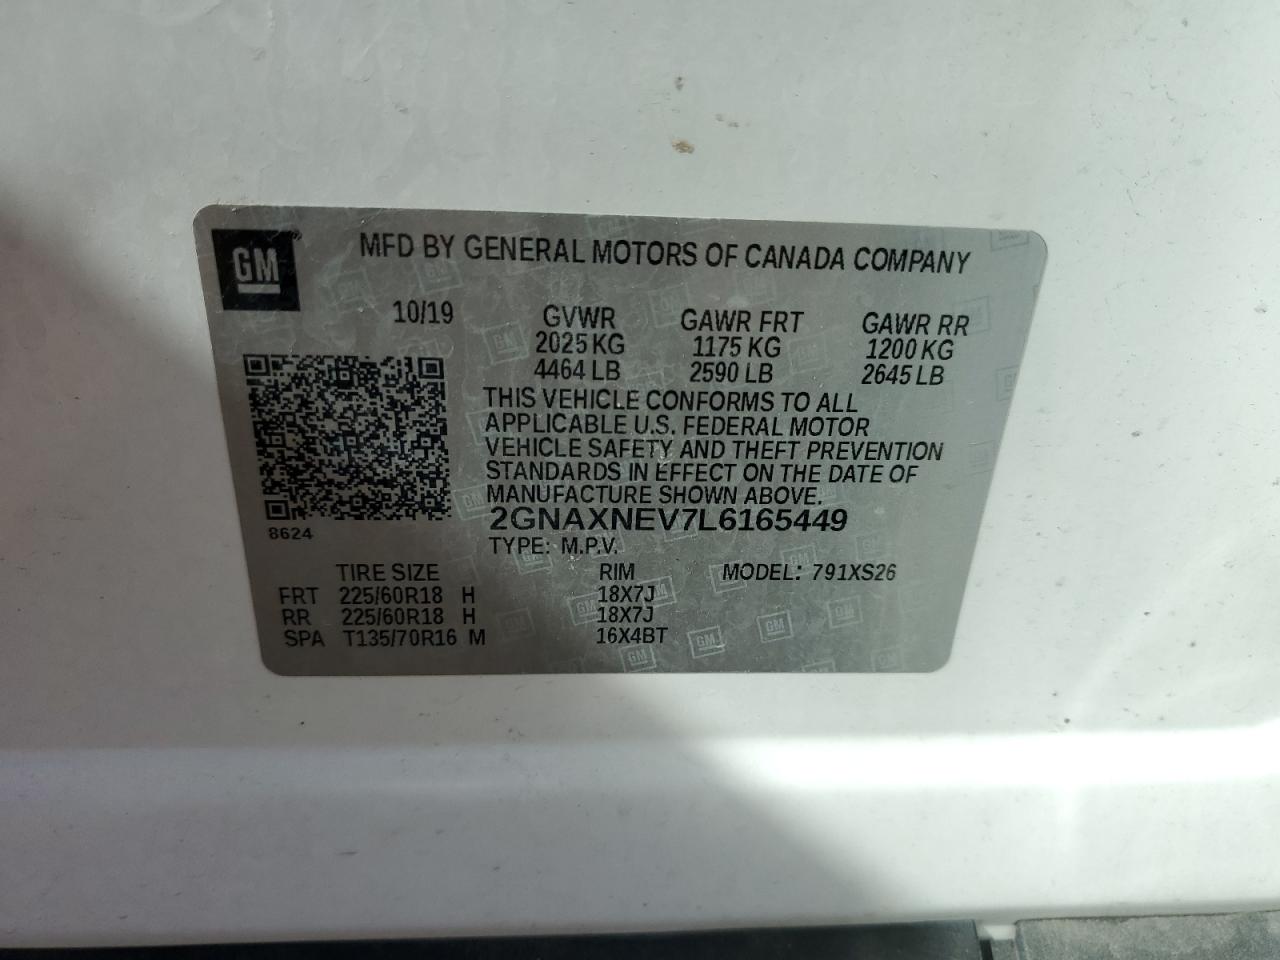 GM
MFD BY GENERAL MOTORS OF CANADA COMPANY
10/19 GVWR GAWR FRT GAWR RR
2025 KG 1175 KG 1200 KG
4464 LB 2590 LB 2645 LB
THIS VEHICLE CONFORMS TO ALL
APPLICABLE U.S. FEDERAL MOTOR
VEHICLE SAFETY AND THEFT PREVENTION
STANDARDS IN EFFECT ON THE DATE OF
MANUFACTURE SHOWN ABOVE.
2GNAXNEV7L6165449
8624
TYPE: M.P.V.
TIRE SIZE RIM MODEL: 791XS26
FRT 225/60R18 H 18X7J
RR 225/60R18 H 18X7J
SPA T135/70R16 M 16X4BT